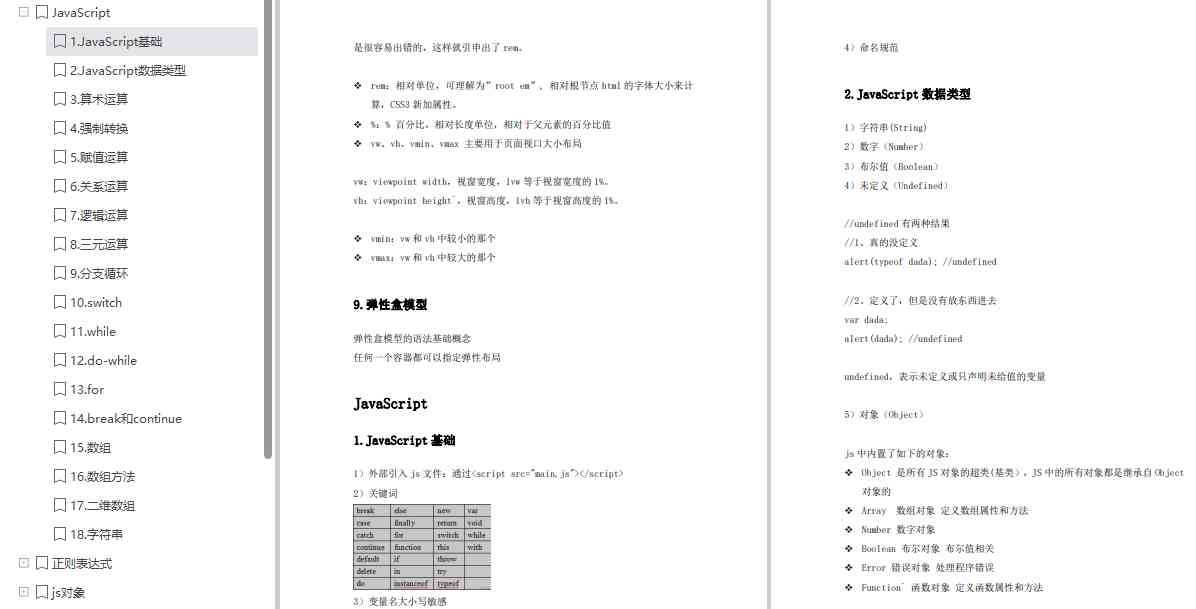 JavaScript
1.JavaScript基础
2.JavaScript数据类型
3.算术运算
4.强制转换
5.赋值运算
6.关系运算
7.逻辑运算
8.三元运算
9.分支循环
10.switch
11.while
12.do-while
13.for
14.break和continue
15.数组
16.数组方法
17.二维数组
18.字符串
正则表达式
js对象
是很容易出错的，这样就引申出了 rem。
❖ rem：相对单位，可理解为"root em"，相对根节点 html 的字体大小来计
算，CSS3 新加属性。
❖ %：% 百分比，相对长度单位，相对于父元素的百分比值
❖ vw、vh、vmin、vmax 主要用于页面视口大小布局
vw：viewpoint width，视窗宽度，1vw 等于视窗宽度的 1%。
vh：viewpoint height`，视窗高度，1vh 等于视窗高度的 1%。
❖ vmin：vw 和 vh 中较小的那个
❖ vmax：vw 和 vh 中较大的那个
9.弹性盒模型
弹性盒模型的语法基础概念
任何一个容器都可以指定弹性布局
JavaScript
1.JavaScript 基础
1）外部引入 js 文件：通过<script src="main.js"></script>
2）关键词
break else new var
case finally return void
catch for switch while
continue function this with
default if throw
delete in try
do instanceof typeof
3）变量名大小写敏感
4）命名规范
2.JavaScript 数据类型
1）字符串(String)
2）数字（Number）
3）布尔值（Boolean）
4）未定义（Undefined）
//undefined 有两种结果
//1、真的没定义
alert(typeof dada); //undefined
//2、定义了，但是没有放东西进去
var dada;
alert(dada); //undefined
undefined，表示未定义或只声明未给值的变量
5）对象（Object）
js 中内置了如下的对象：
❖ Object 是所有 JS 对象的超类(基类)，JS 中的所有对象都是继承自 Object
对象的
❖ Array 数组对象 定义数组属性和方法
❖ Number 数字对象
❖ Boolean 布尔对象 布尔值相关
❖ Error 错误对象 处理程序错误
❖ Function` 函数对象 定义函数属性和方法